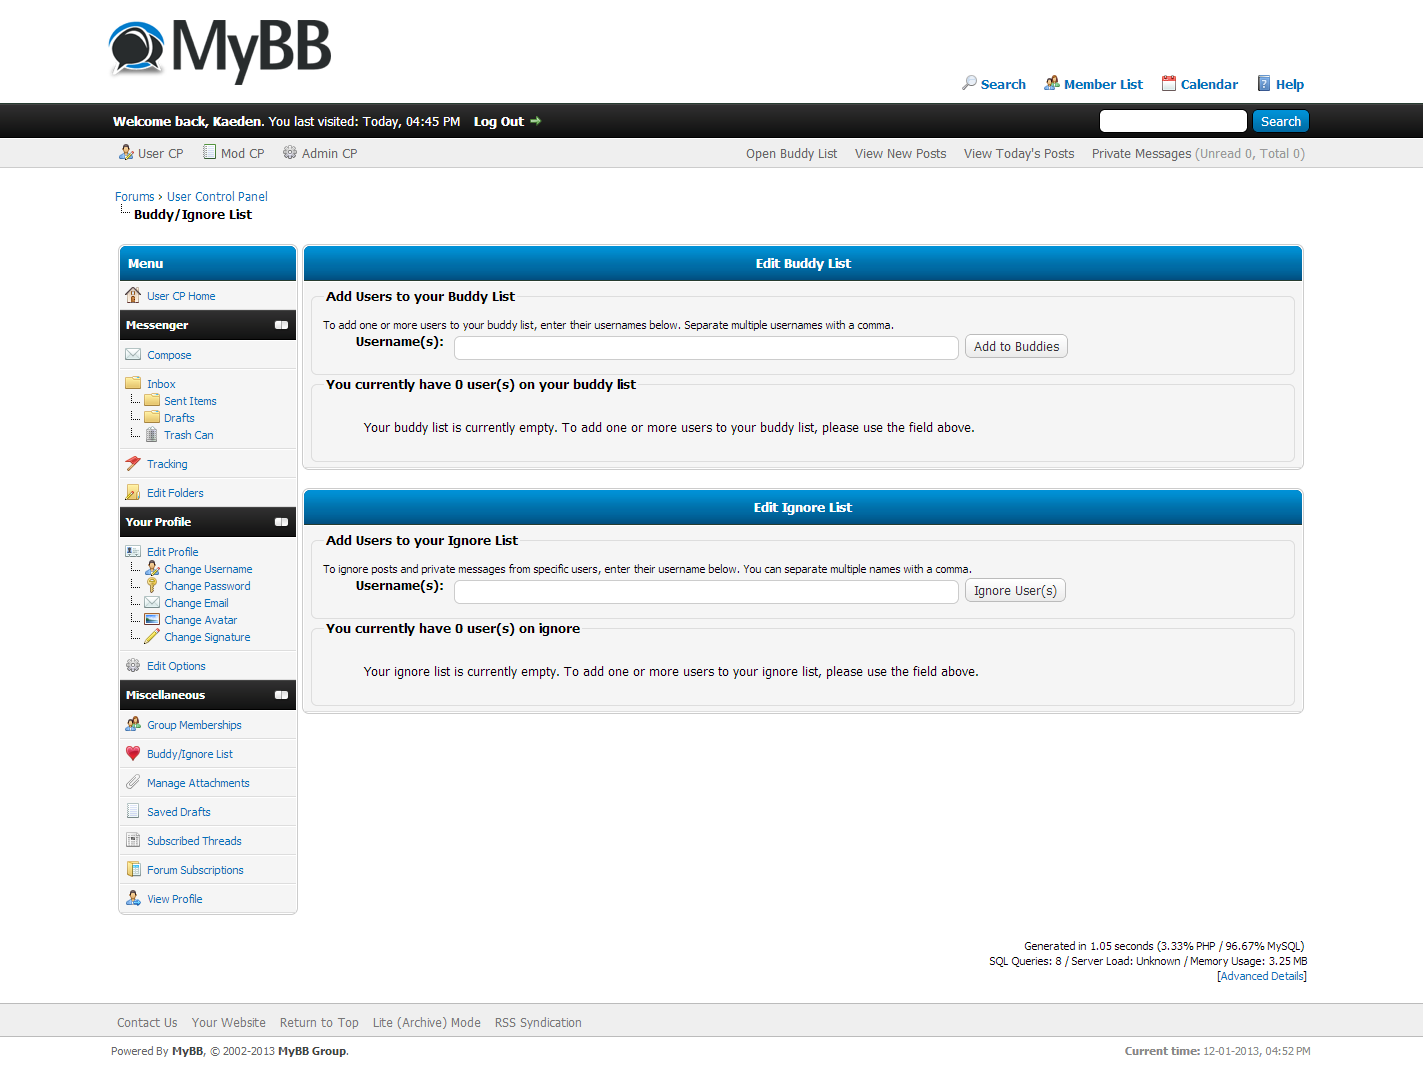 MyBB
Search Member List Calendar Help
Welcome back, Kaeden. You last visited: Today, 04:45 PM Log Out Search
User CP Mod CP Admin CP Open Buddy List View New Posts View Today's Posts Private Messages (Unread 0, Total 0)
Forums › User Control Panel
Buddy/Ignore List
Menu
User CP Home
Messenger
Compose
Inbox
Sent Items
Drafts
Trash Can
Tracking
Edit Folders
Your Profile
Edit Profile
Change Username
Change Password
Change Email
Change Avatar
Change Signature
Edit Options
Miscellaneous
Group Memberships
Buddy/Ignore List
Manage Attachments
Saved Drafts
Subscribed Threads
Forum Subscriptions
View Profile
Edit Buddy List
Add Users to your Buddy List
To add one or more users to your buddy list, enter their usernames below. Separate multiple usernames with a comma.
Username(s): Add to Buddies
You currently have 0 user(s) on your buddy list
Your buddy list is currently empty. To add one or more users to your buddy list, please use the field above.
Edit Ignore List
Add Users to your Ignore List
To ignore posts and private messages from specific users, enter their username below. You can separate multiple names with a comma.
Username(s): Ignore User(s)
You currently have 0 user(s) on ignore
Your ignore list is currently empty. To add one or more users to your ignore list, please use the field above.
Generated in 1.05 seconds (3.33% PHP / 96.67% MySQL)
SQL Queries: 8 / Server Load: Unknown / Memory Usage: 3.25 MB
[Advanced Details]
Contact Us Your Website Return to Top Lite (Archive) Mode RSS Syndication
Powered By MyBB, © 2002-2013 MyBB Group. Current time: 12-01-2013, 04:52 PM